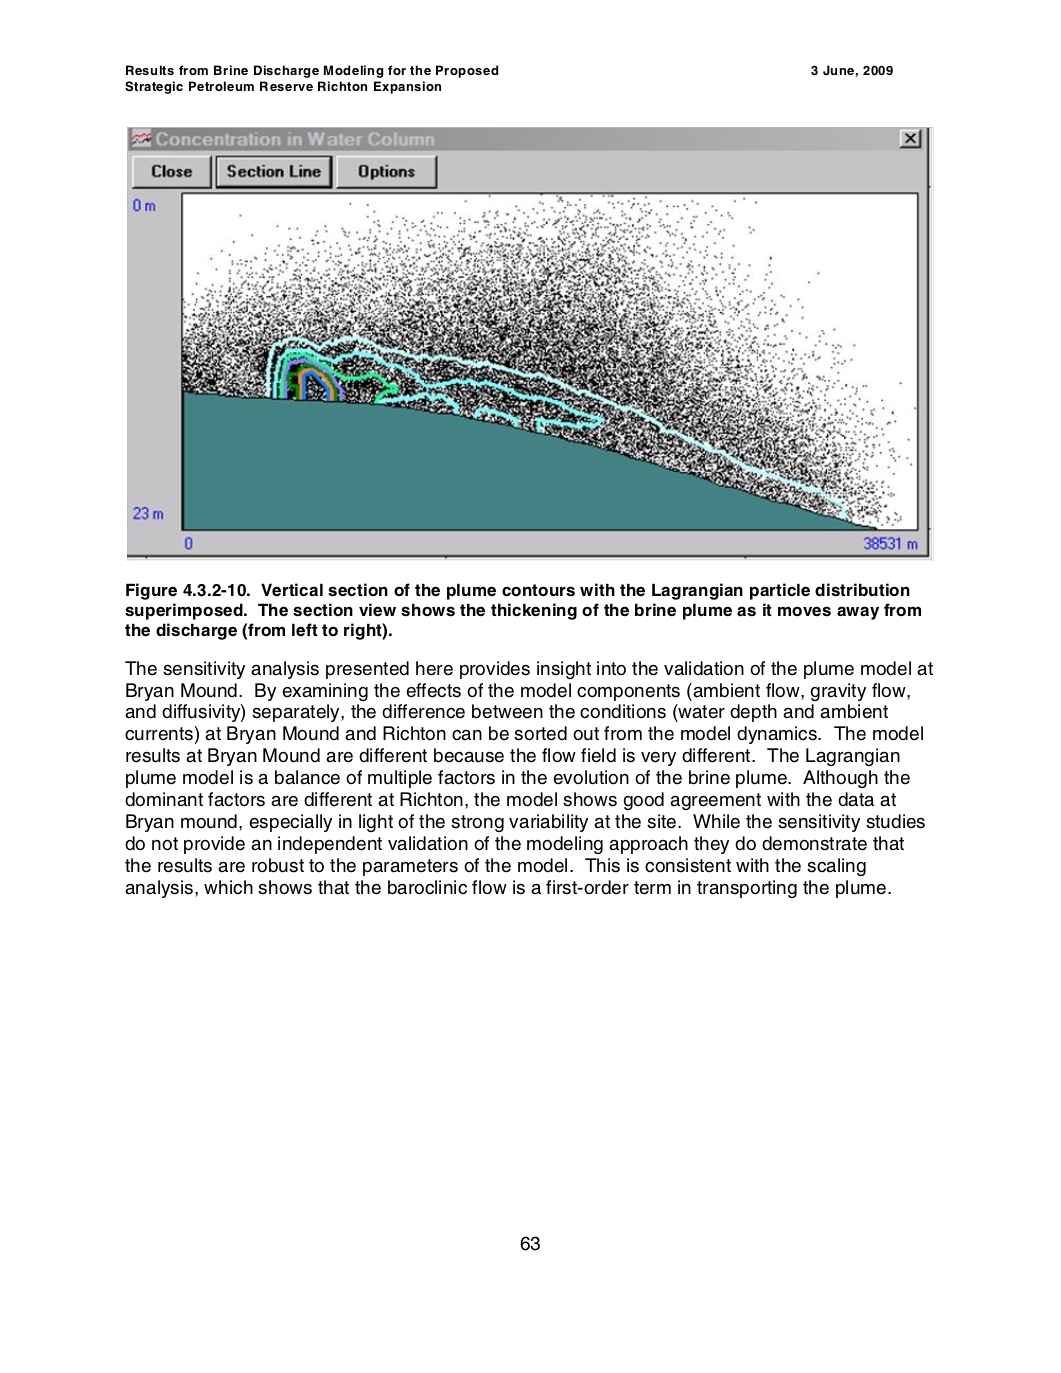 Results from Brine Discharge Modeling for the Proposed 3 June, 2009
Strategic Petroleum Reserve Richton Expansion
Concentration in Water Column
Close Section Line Options
0 m
23 m
0 38531 m
Figure 4.3.2-10. Vertical section of the plume contours with the Lagrangian particle distribution
superimposed. The section view shows the thickening of the brine plume as it moves away from
the discharge (from left to right).
The sensitivity analysis presented here provides insight into the validation of the plume model at
Bryan Mound. By examining the effects of the model components (ambient flow, gravity flow,
and diffusivity) separately, the difference between the conditions (water depth and ambient
currents) at Bryan Mound and Richton can be sorted out from the model dynamics. The model
results at Bryan Mound are different because the flow field is very different. The Lagrangian
plume model is a balance of multiple factors in the evolution of the brine plume. Although the
dominant factors are different at Richton, the model shows good agreement with the data at
Bryan mound, especially in light of the strong variability at the site. While the sensitivity studies
do not provide an independent validation of the modeling approach they do demonstrate that
the results are robust to the parameters of the model. This is consistent with the scaling
analysis, which shows that the baroclinic flow is a first-order term in transporting the plume.
63